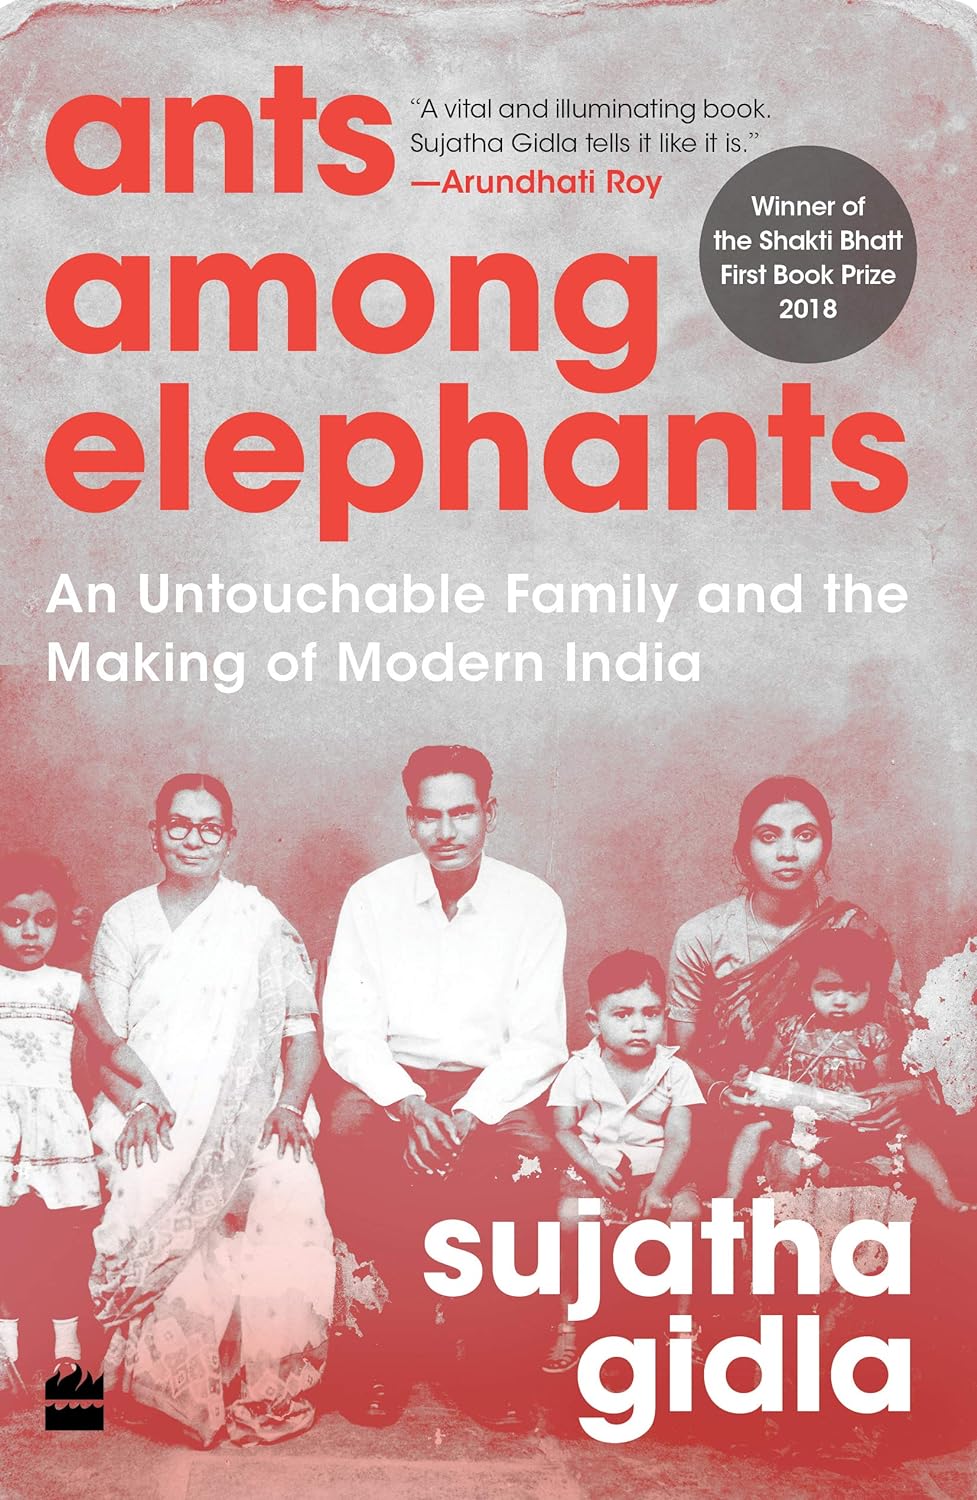 ants
among
elephants
“A vital and illuminating book.
Sujatha Gidla tells it like it is.”
—Arundhati Roy
Winner of
the Shakti Bhatt
First Book Prize
2018
An Untouchable Family and the
Making of Modern India
sujatha
gidla